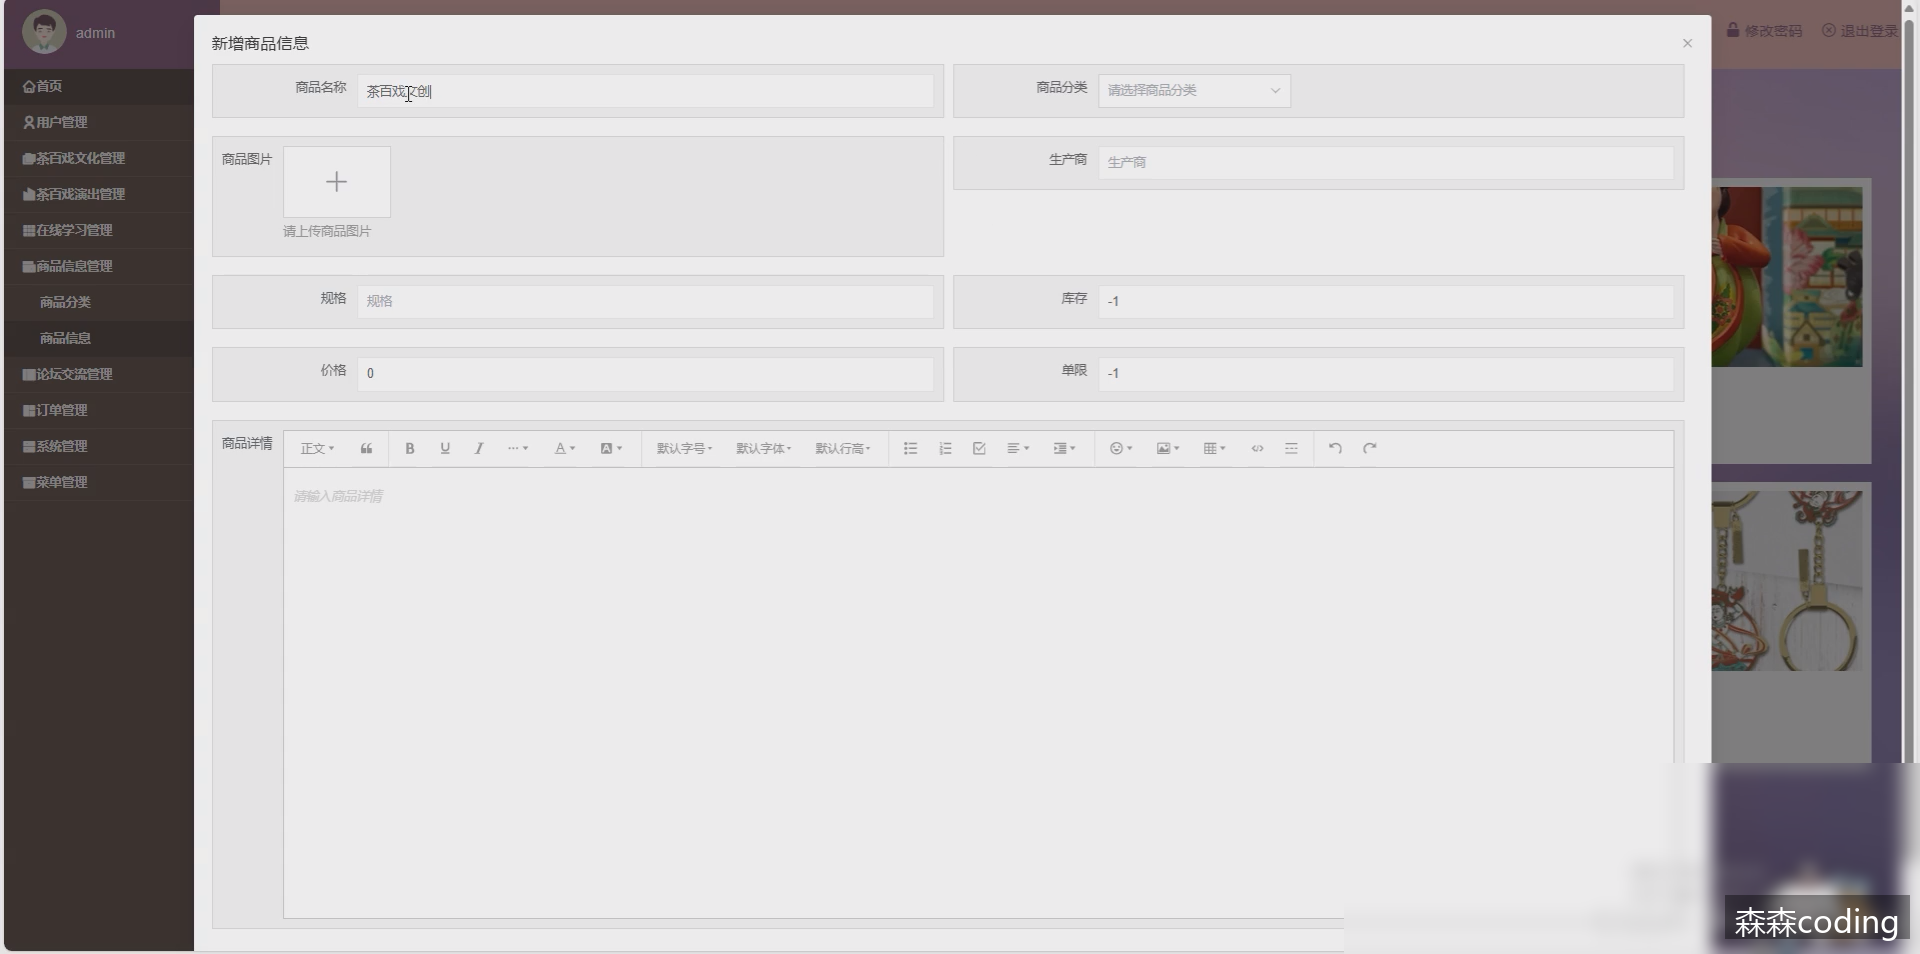 admin
修改密码
退出登录
首页
用户管理
茶百戏文化管理
茶百戏演出管理
在线学习管理
商品信息管理
商品分类
商品信息
论坛交流管理
订单管理
系统管理
菜单管理
新增商品信息
商品名称
茶百戏文创
商品分类
请选择商品分类
商品图片
请上传商品图片
生产商
生产商
规格
规格
库存
-1
价格
0
单限
-1
商品详情
正文
B U I
A
A
默认字号
默认字体
默认行高
请输入商品详情
森森coding